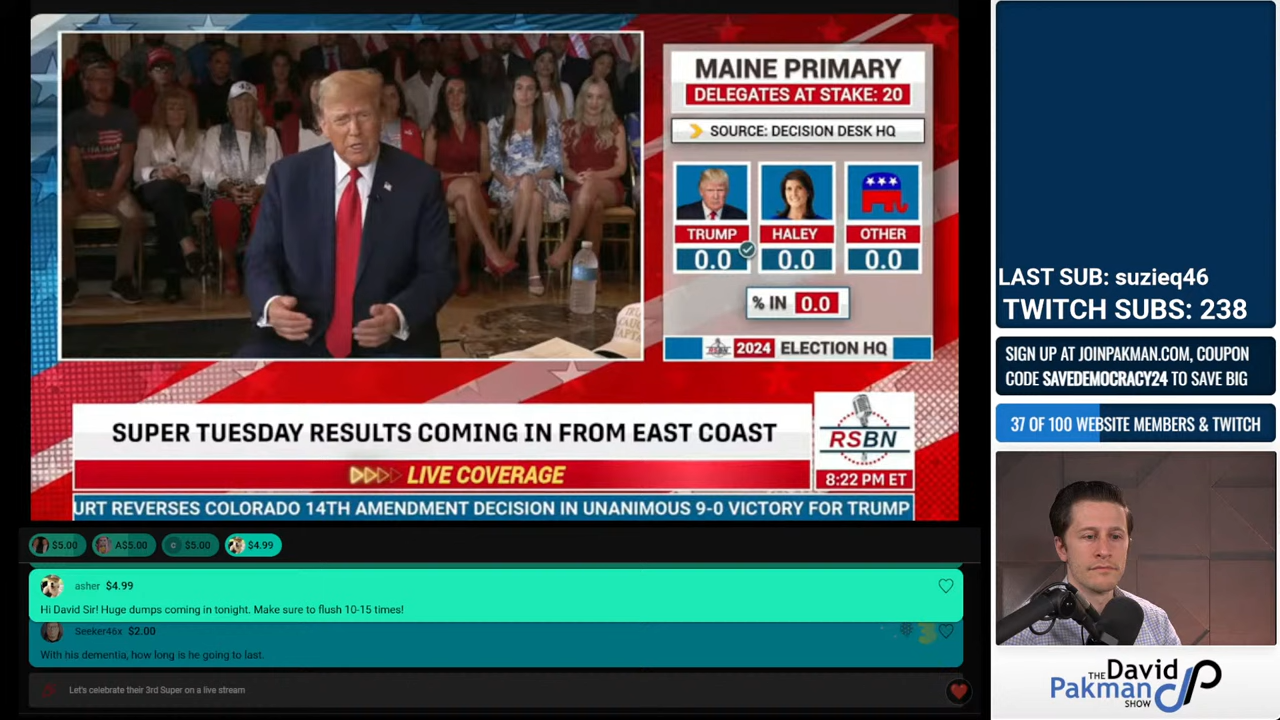 MAINE PRIMARY
DELEGATES AT STAKE: 20
SOURCE: DECISION DESK HQ
TRUMP
HALEY
OTHER
0.0
0.0
0.0
% IN 0.0
2024 ELECTION HQ
SUPER TUESDAY RESULTS COMING IN FROM EAST COAST
LIVE COVERAGE
RSBN
8:22 PM ET
URT REVERSES COLORADO 14TH AMENDMENT DECISION IN UNANIMOUS 9-0 VICTORY FOR TRUMP
$5.00
A$5.00
C $5.00
$4.99
asher $4.99
Hi David Sir! Huge dumps coming in tonight. Make sure to flush 10-15 times!
Seeker46x $2.00
With his dementia, how long is he going to last.
Let's celebrate their 3rd Super on a live stream
LAST SUB: suzieq46
TWITCH SUBS: 238
SIGN UP AT JOINPAKMAN.COM, COUPON
CODE SAVEDEMOCRACY24 TO SAVE BIG
37 OF 100 WEBSITE MEMBERS & TWITCH
THE David
Pakman
SHOW